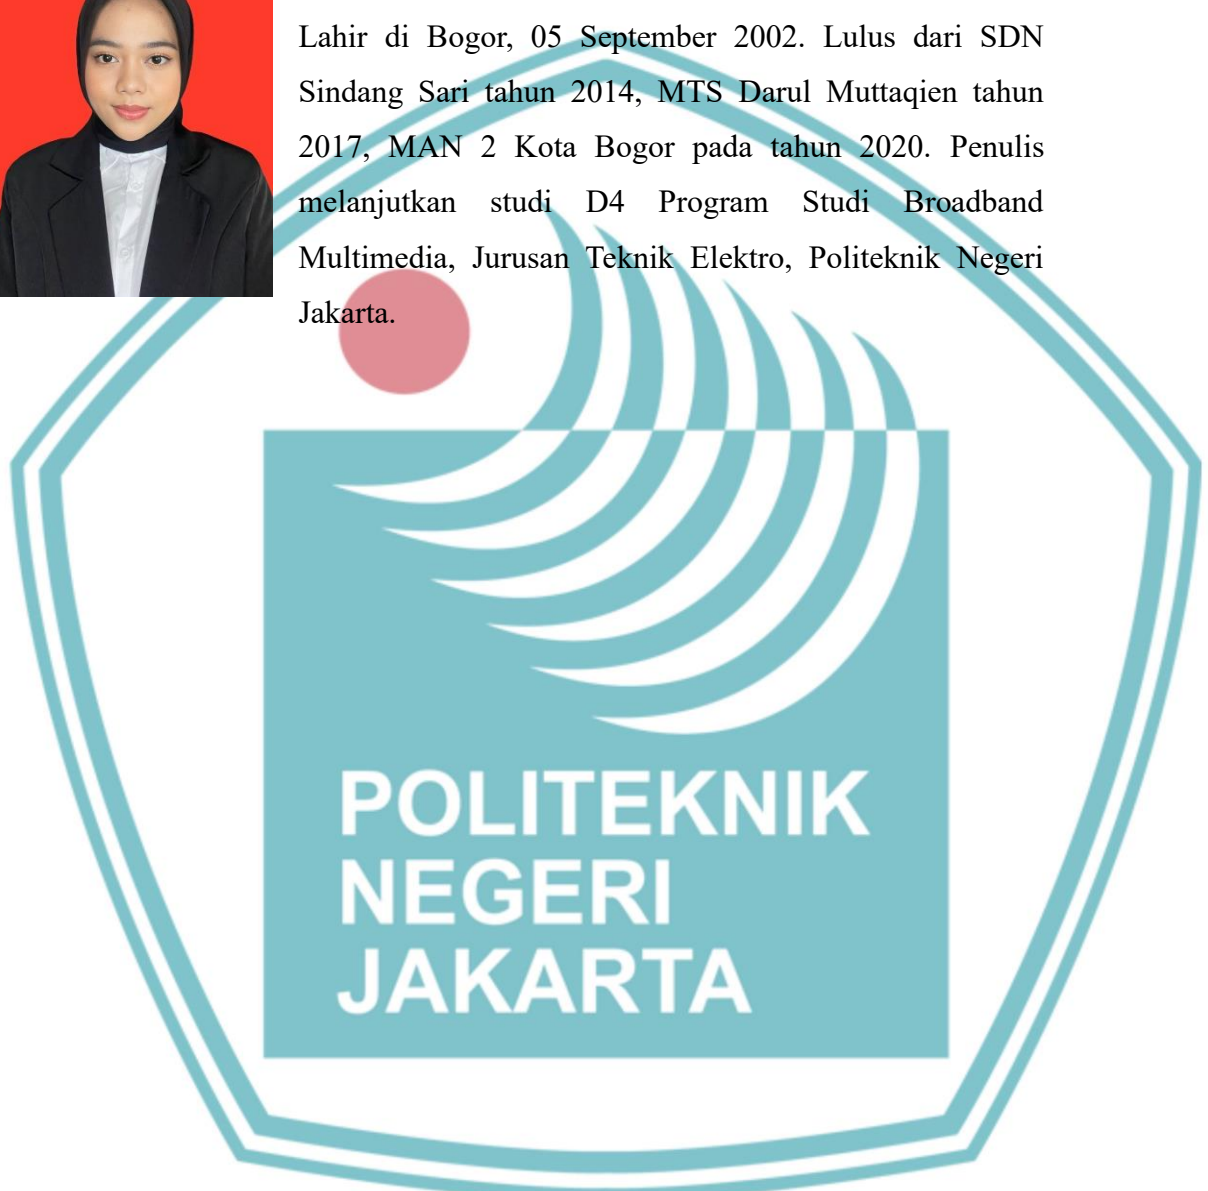 Lahir di Bogor, 05 September 2002. Lulus dari SDN
Sindang Sari tahun 2014, MTS Darul Muttaqien tahun
2017, MAN 2 Kota Bogor pada tahun 2020. Penulis
melanjutkan studi D4 Program Studi Broadband
Multimedia, Jurusan Teknik Elektro, Politeknik Negeri
Jakarta.
POLITEKNIK
NEGERI
JAKARTA